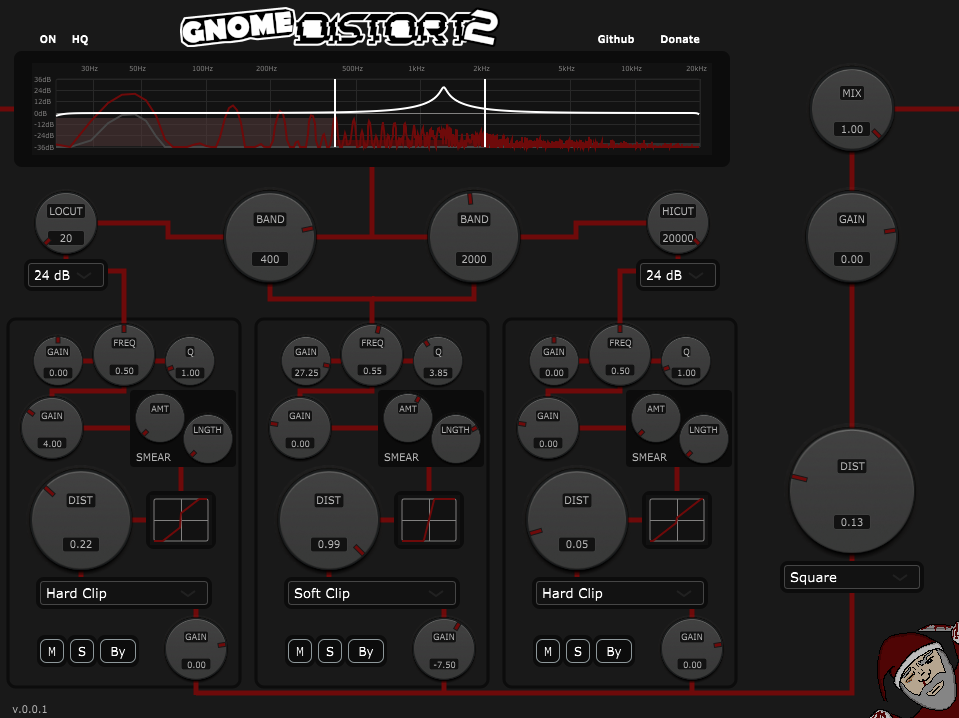 GNOME DISTORT 2
ON HQ
Github Donate
30Hz 50Hz 100Hz 200Hz 500Hz 1kHz 2kHz 5kHz 10kHz 20kHz
36dB
24dB
12dB
0dB
-12dB
-24dB
-36dB
MIX
1.00
LOCUT
20
24 dB
BAND
400
BAND
2000
HICUT
20000
24 dB
GAIN
0.00
GAIN
0.00
FREQ
0.50
Q
1.00
GAIN
4.00
AMT
LNGTH
SMEAR
DIST
0.22
Hard Clip
M S By
GAIN
0.00
GAIN
27.25
FREQ
0.55
Q
3.85
GAIN
0.00
AMT
LNGTH
SMEAR
DIST
0.99
Soft Clip
M S By
GAIN
-7.50
GAIN
0.00
FREQ
0.50
Q
1.00
GAIN
0.00
AMT
LNGTH
SMEAR
DIST
0.05
Hard Clip
M S By
GAIN
0.00
DIST
0.13
Square
v.0.0.1